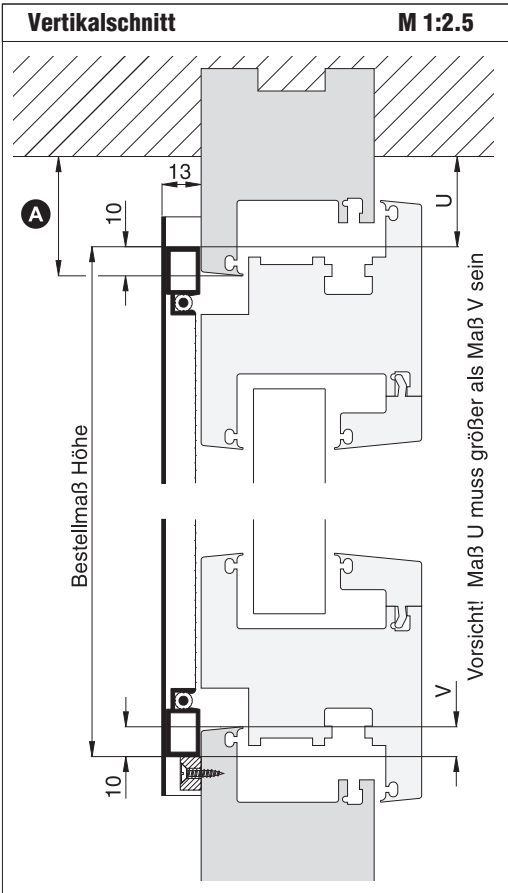 Vertikalschnitt M 1:2.5
13
A
10
U
Bestellmaß Höhe
Vorsicht! Maß U muss größer als Maß V sein
V
10